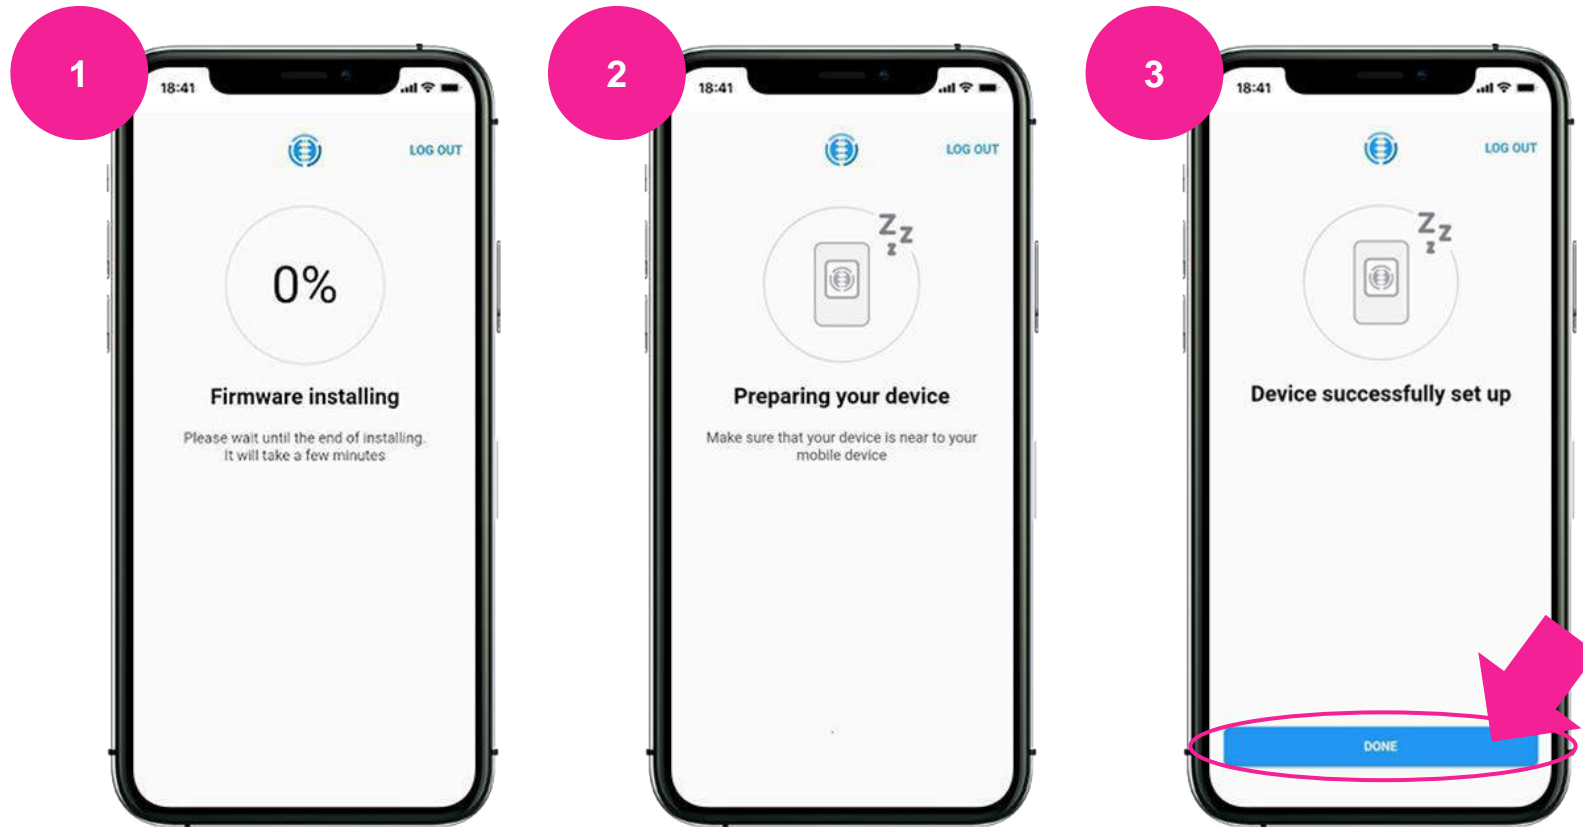 1
18:41
LOG OUT
0%
Firmware installing
Please wait until the end of installing.
It will take a few minutes
2
18:41
LOG OUT
Z z z
Preparing your device
Make sure that your device is near to your
mobile device
3
18:41
LOG OUT
Z z z
Device successfully set up
DONE